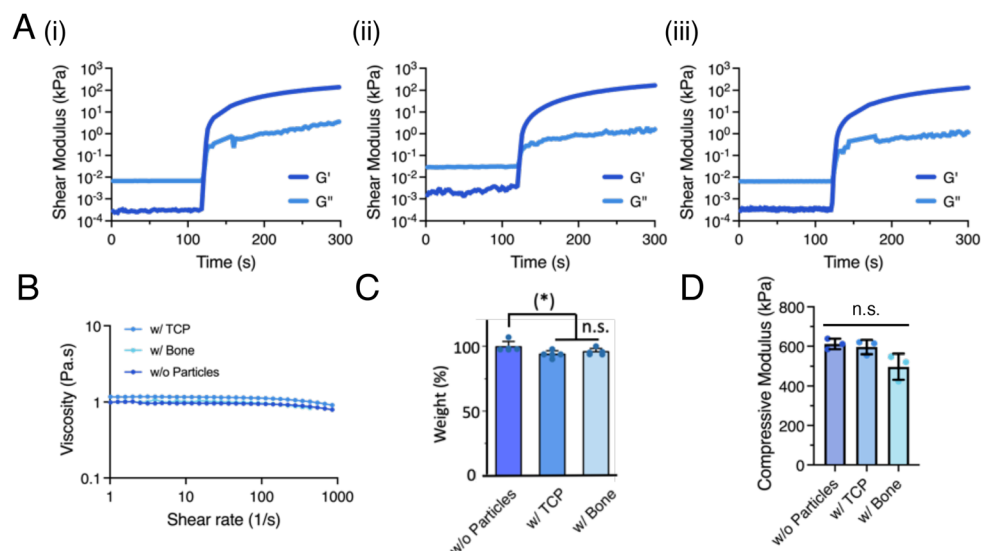 A (i)
(ii)
(iii)
Shear Modulus (kPa)
10³
10²
10¹
10⁰
10⁻¹
10⁻²
10⁻³
10⁻⁴
G'
G"
0
100
200
300
Time (s)
Shear Modulus (kPa)
10³
10²
10¹
10⁰
10⁻¹
10⁻²
10⁻³
10⁻⁴
G'
G"
0
100
200
300
Time (s)
Shear Modulus (kPa)
10³
10²
10¹
10⁰
10⁻¹
10⁻²
10⁻³
10⁻⁴
G'
G"
0
100
200
300
Time (s)
B
Viscosity (Pa.s)
10
1
0.1
w/ TCP
w/ Bone
w/o Particles
1
10
100
1000
Shear rate (1/s)
C
(*)
n.s.
Weight (%)
100
50
0
w/o Particles
w/ TCP
w/ Bone
D
n.s.
Compressive Modulus (kPa)
800
600
400
200
0
w/o Particles
w/ TCP
w/ Bone